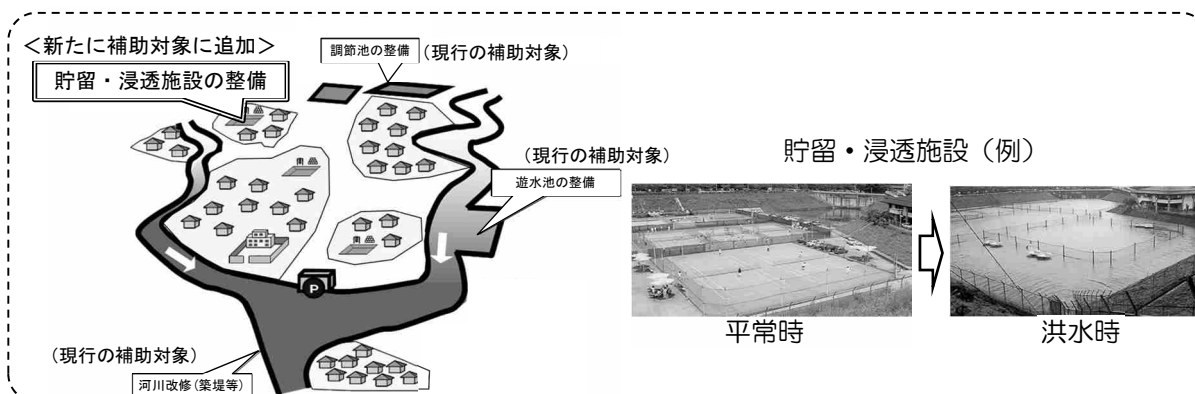 ＜新たに補助対象に追加＞
貯留・浸透施設の整備
調節池の整備
(現行の補助対象)
(現行の補助対象)
遊水池の整備
P
(現行の補助対象)
河川改修(築堤等)
貯留・浸透施設（例）
平常時
洪水時